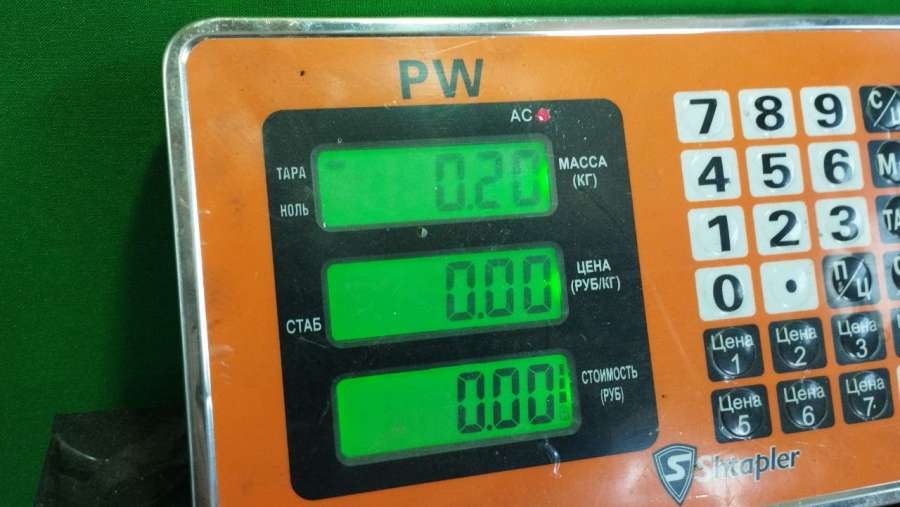 PW
AC
ТАРА
0.20
МАССА
(КГ)
НОЛЬ
0.00
ЦЕНА
(РУБ/КГ)
СТАБ
0.00
СТОИМОСТЬ
(РУБ)
7 8 9 С/
4 5 6 М
1 2 3 ТА
0 . П/Ц
Цена 1 Цена 2 Цена 3
Цена 5 Цена 6 Цена 7
Shtapler